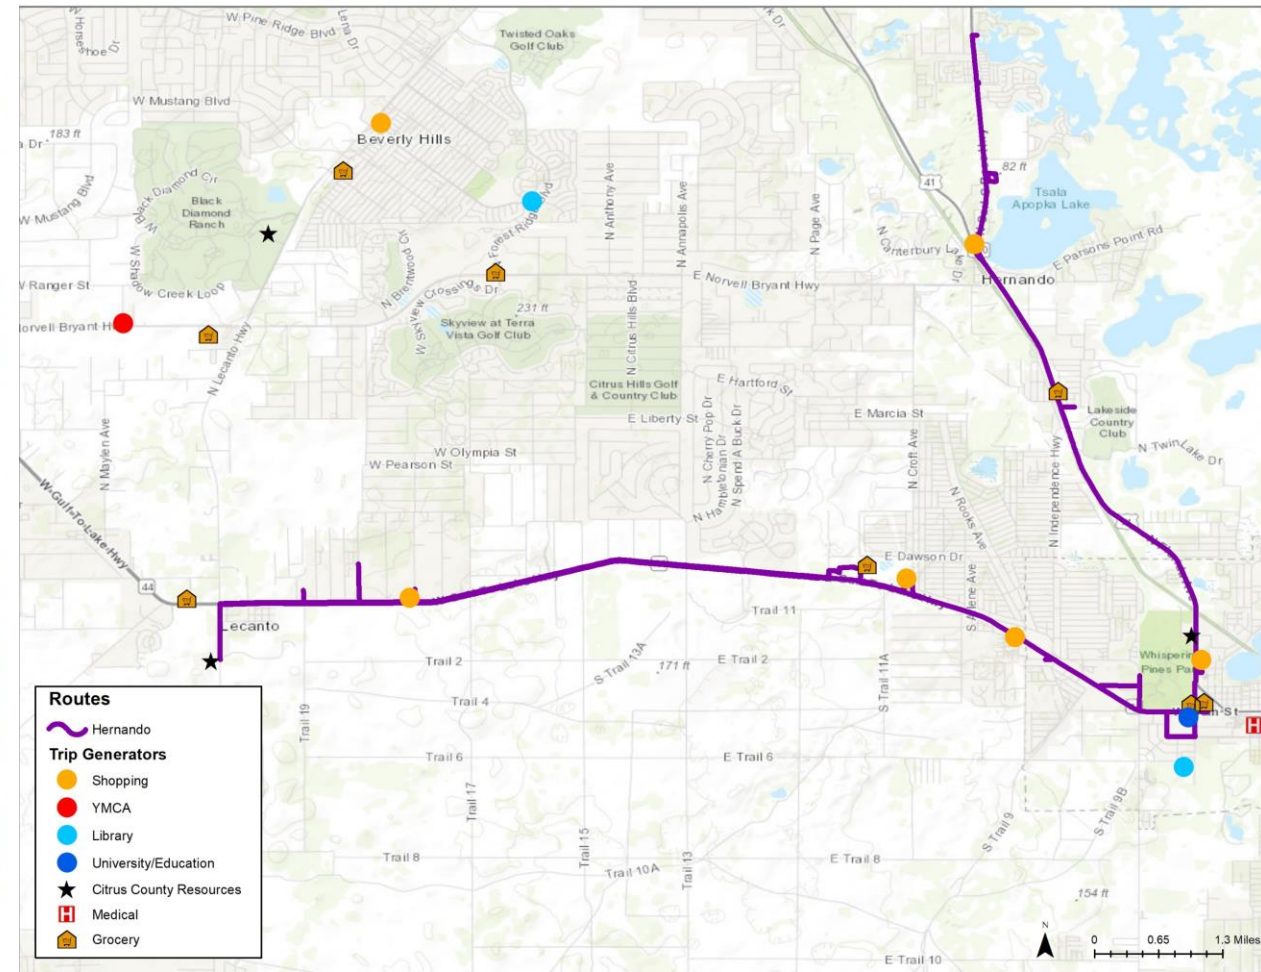 W Pine Ridge Blvd
Lena Dr
N Horseshoe Dr
Twisted Oaks
Golf Club
W Mustang Blvd
183 ft
Beverly Hills
W Mustang Blvd
W Black Diamond Cir
Black
Diamond
Ranch
N Anthony Ave
N Annapolis Ave
N Page Ave
41
82 ft
Tsala
Apopka Lake
N Canterbury Lake Dr
E Parsons Point Rd
Hernando
W Ranger St
W Shadow Creek Loop
N Brentwood Cir
Forest Ridge Blvd
E Norvell Bryant Hwy
W Skyview Crossings Dr
231 ft
Skyview at Terra
Vista Golf Club
N Citrus Hills Blvd
N Lecanto Hwy
Citrus Hills Golf
& Country Club
E Hartford St
E Liberty St
E Marcia St
Lakeside
Country
Club
N Twin Lake Dr
N Maylen Ave
W Olympia St
W Pearson St
N Cherry Pop Dr
N Hambletonian Dr
N Spend A Buck Dr
N Croft Ave
N Rooks Ave
N Independence Hwy
W Gulf To Lake Hwy
44
E Dawson Dr
Lecanto
Trail 11
S Arlene Ave
Trail 2
S Trail 13A
171 ft
E Trail 2
S Trail 11A
Whispering
Pines Park
Trail 4
Trail 19
Trail 6
E Trail 6
Trail 17
Trail 15
Trail 13
S Trail 9
S Trail 9B
Trail 8
Trail 10A
E Trail 8
154 ft
E Trail 10
Routes
Hernando
Trip Generators
Shopping
YMCA
Library
University/Education
Citrus County Resources
H Medical
Grocery
H
N
0 0.65 1.3 Miles